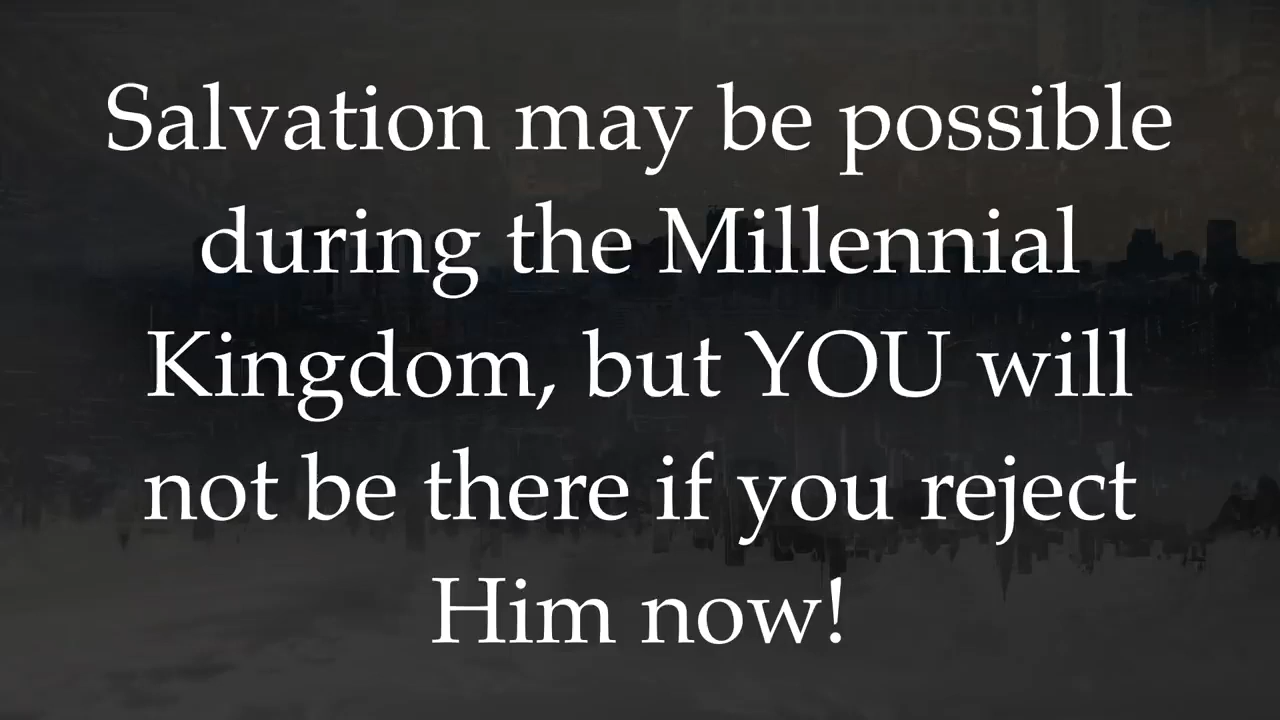 Salvation may be possible
during the Millennial
Kingdom, but YOU will
not be there if you reject
Him now!